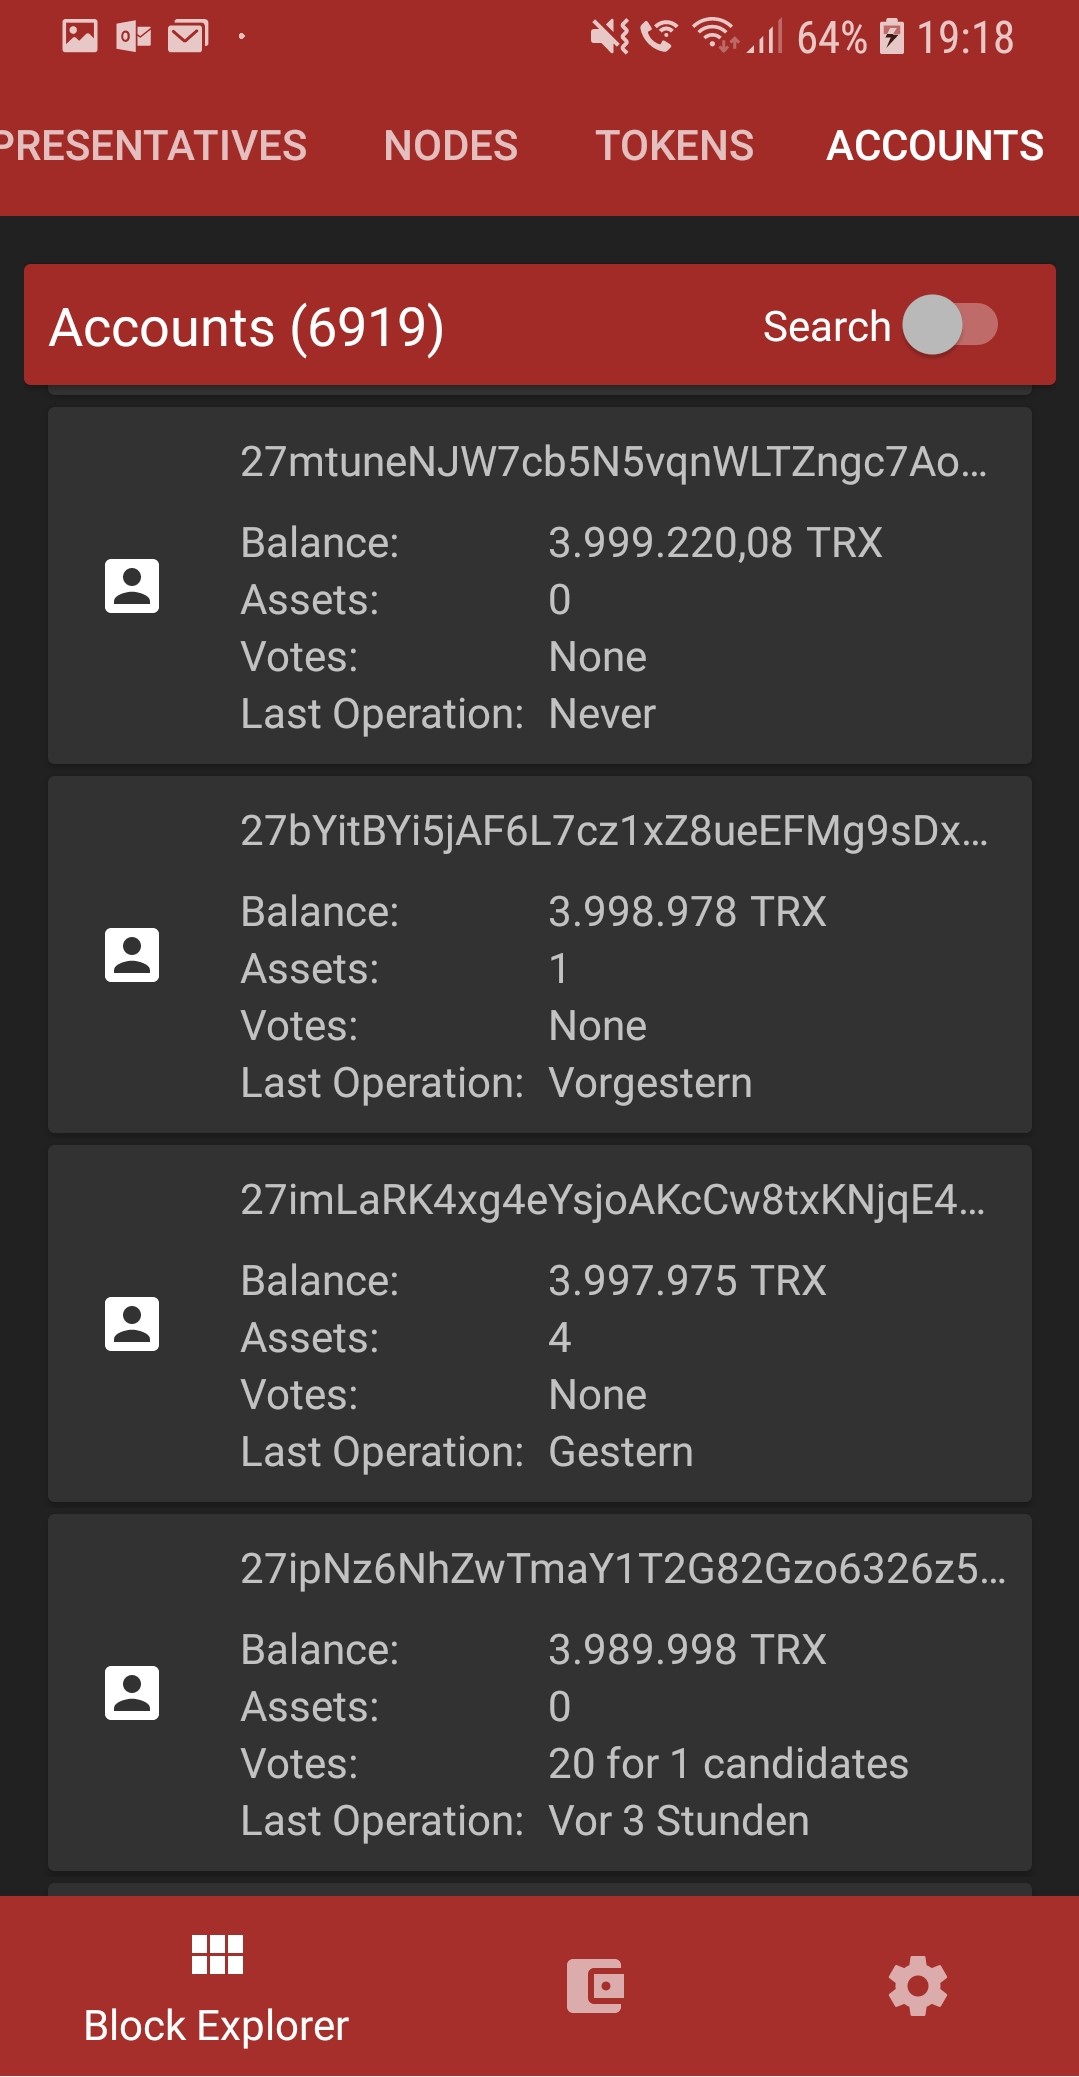 64% 19:18
PRESENTATIVES NODES TOKENS ACCOUNTS
Accounts (6919) Search
27mtuneNJW7cb5N5vqnWLTZngc7Ao...
Balance: 3.999.220,08 TRX
Assets: 0
Votes: None
Last Operation: Never
27bYitBYi5jAF6L7cz1xZ8ueEFMg9sDx...
Balance: 3.998.978 TRX
Assets: 1
Votes: None
Last Operation: Vorgestern
27imLaRK4xg4eYsjoAKcCw8txKNjqE4...
Balance: 3.997.975 TRX
Assets: 4
Votes: None
Last Operation: Gestern
27ipNz6NhZwTmaY1T2G82Gzo6326z5...
Balance: 3.989.998 TRX
Assets: 0
Votes: 20 for 1 candidates
Last Operation: Vor 3 Stunden
Block Explorer